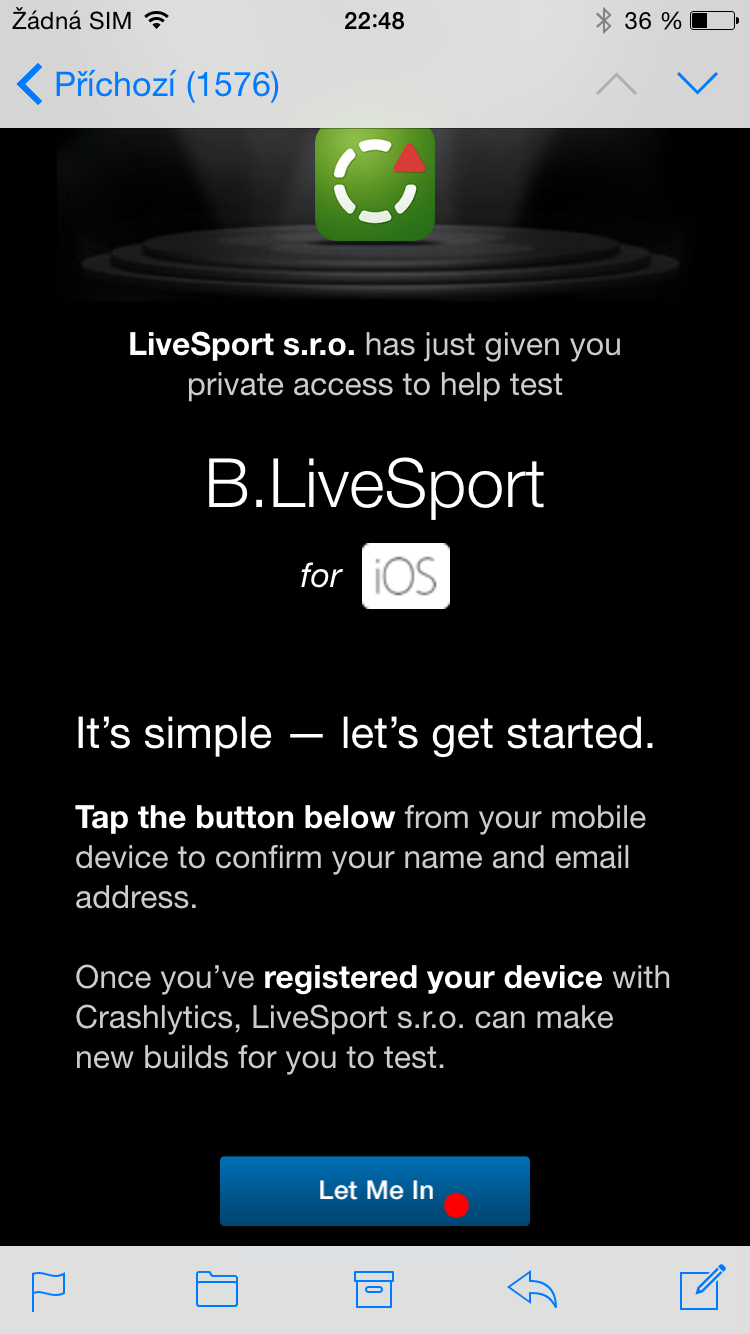 Žádná SIM 22:48 36 %
Příchozí (1576)
LiveSport s.r.o. has just given you
private access to help test
B.LiveSport
for iOS
It's simple — let's get started.
Tap the button below from your mobile
device to confirm your name and email
address.
Once you've registered your device with
Crashlytics, LiveSport s.r.o. can make
new builds for you to test.
Let Me In